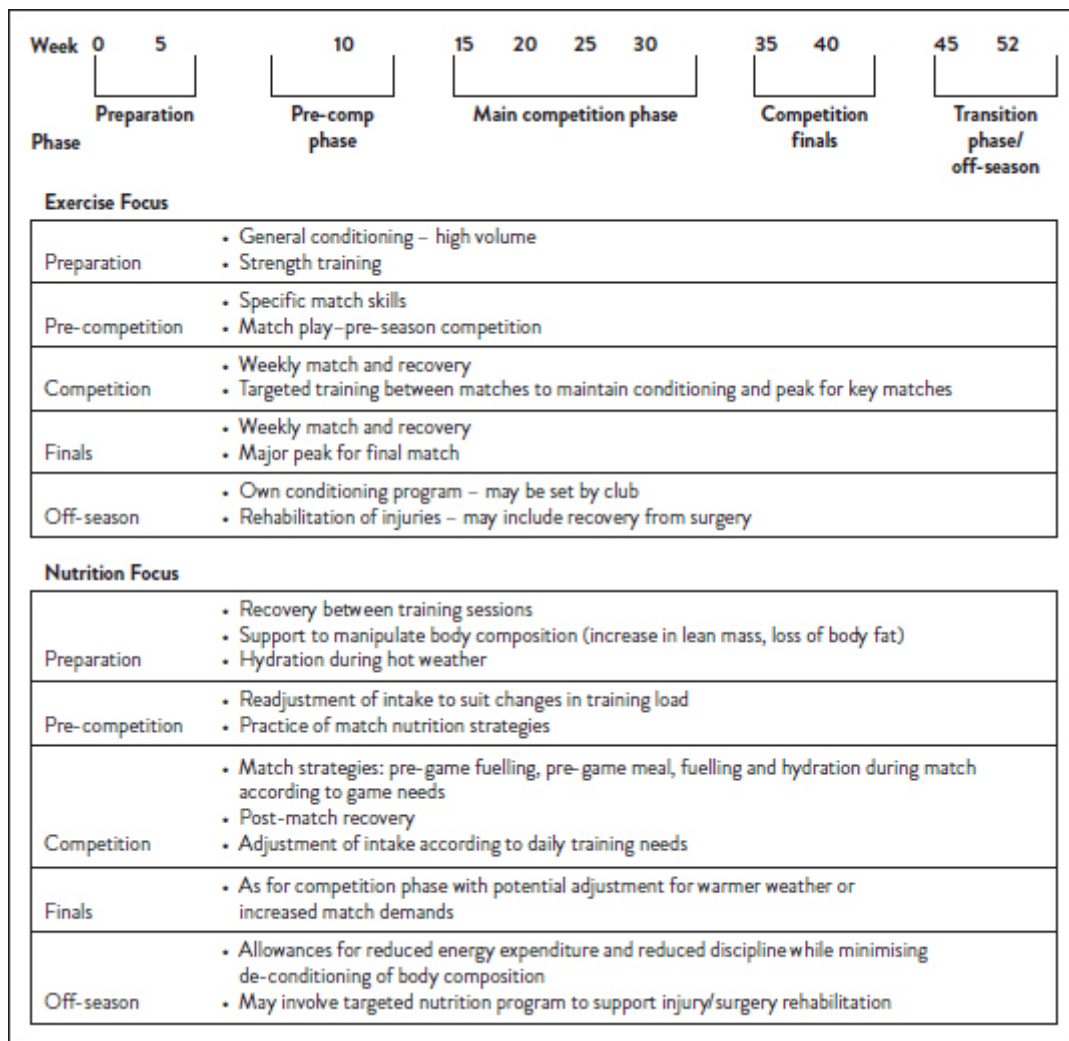 Week 0 5 10 15 20 25 30 35 40 45 52
Preparation Pre-comp Main competition phase Competition Transition
Phase phase finals phase/
off-season
Exercise Focus
• General conditioning – high volume
Preparation • Strength training
• Specific match skills
Pre-competition • Match play–pre-season competition
• Weekly match and recovery
Competition • Targeted training between matches to maintain conditioning and peak for key matches
• Weekly match and recovery
Finals • Major peak for final match
• Own conditioning program – may be set by club
Off-season • Rehabilitation of injuries – may include recovery from surgery
Nutrition Focus
• Recovery between training sessions
• Support to manipulate body composition (increase in lean mass, loss of body fat)
Preparation • Hydration during hot weather
• Readjustment of intake to suit changes in training load
Pre-competition • Practice of match nutrition strategies
• Match strategies: pre-game fuelling, pre-game meal, fuelling and hydration during match
according to game needs
• Post-match recovery
Competition • Adjustment of intake according to daily training needs
• As for competition phase with potential adjustment for warmer weather or
Finals increased match demands
• Allowances for reduced energy expenditure and reduced discipline while minimising
de-conditioning of body composition
Off-season • May involve targeted nutrition program to support injury/surgery rehabilitation